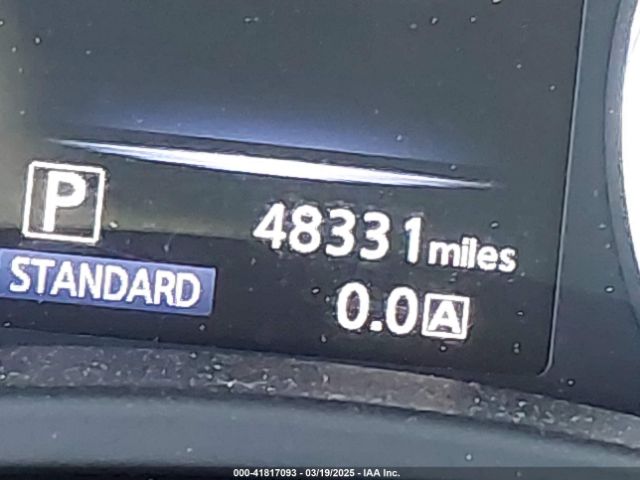 P 48331 miles
STANDARD 0.0 A
000-41817093 - 03/19/2025 - IAA Inc.